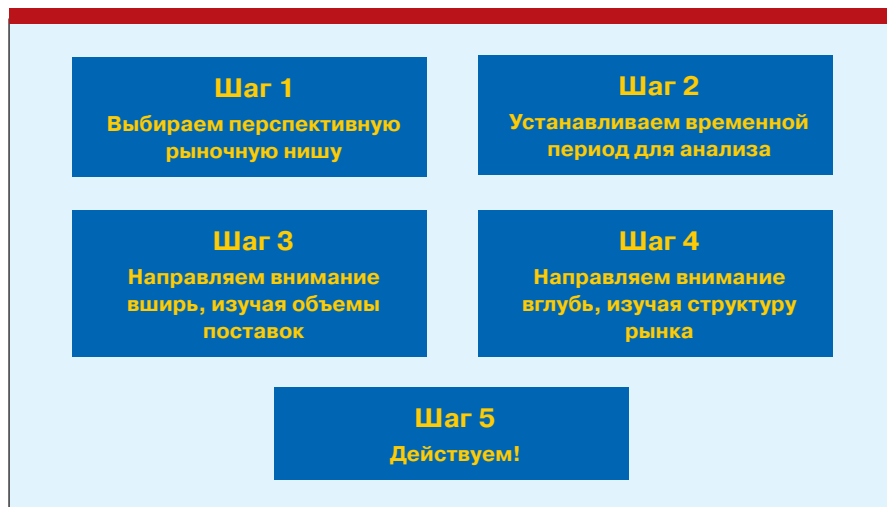 Шаг 1
Выбираем перспективную
рыночную нишу
Шаг 2
Устанавливаем временной
период для анализа
Шаг 3
Направляем внимание
вширь, изучая объемы
поставок
Шаг 4
Направляем внимание
вглубь, изучая структуру
рынка
Шаг 5
Действуем!